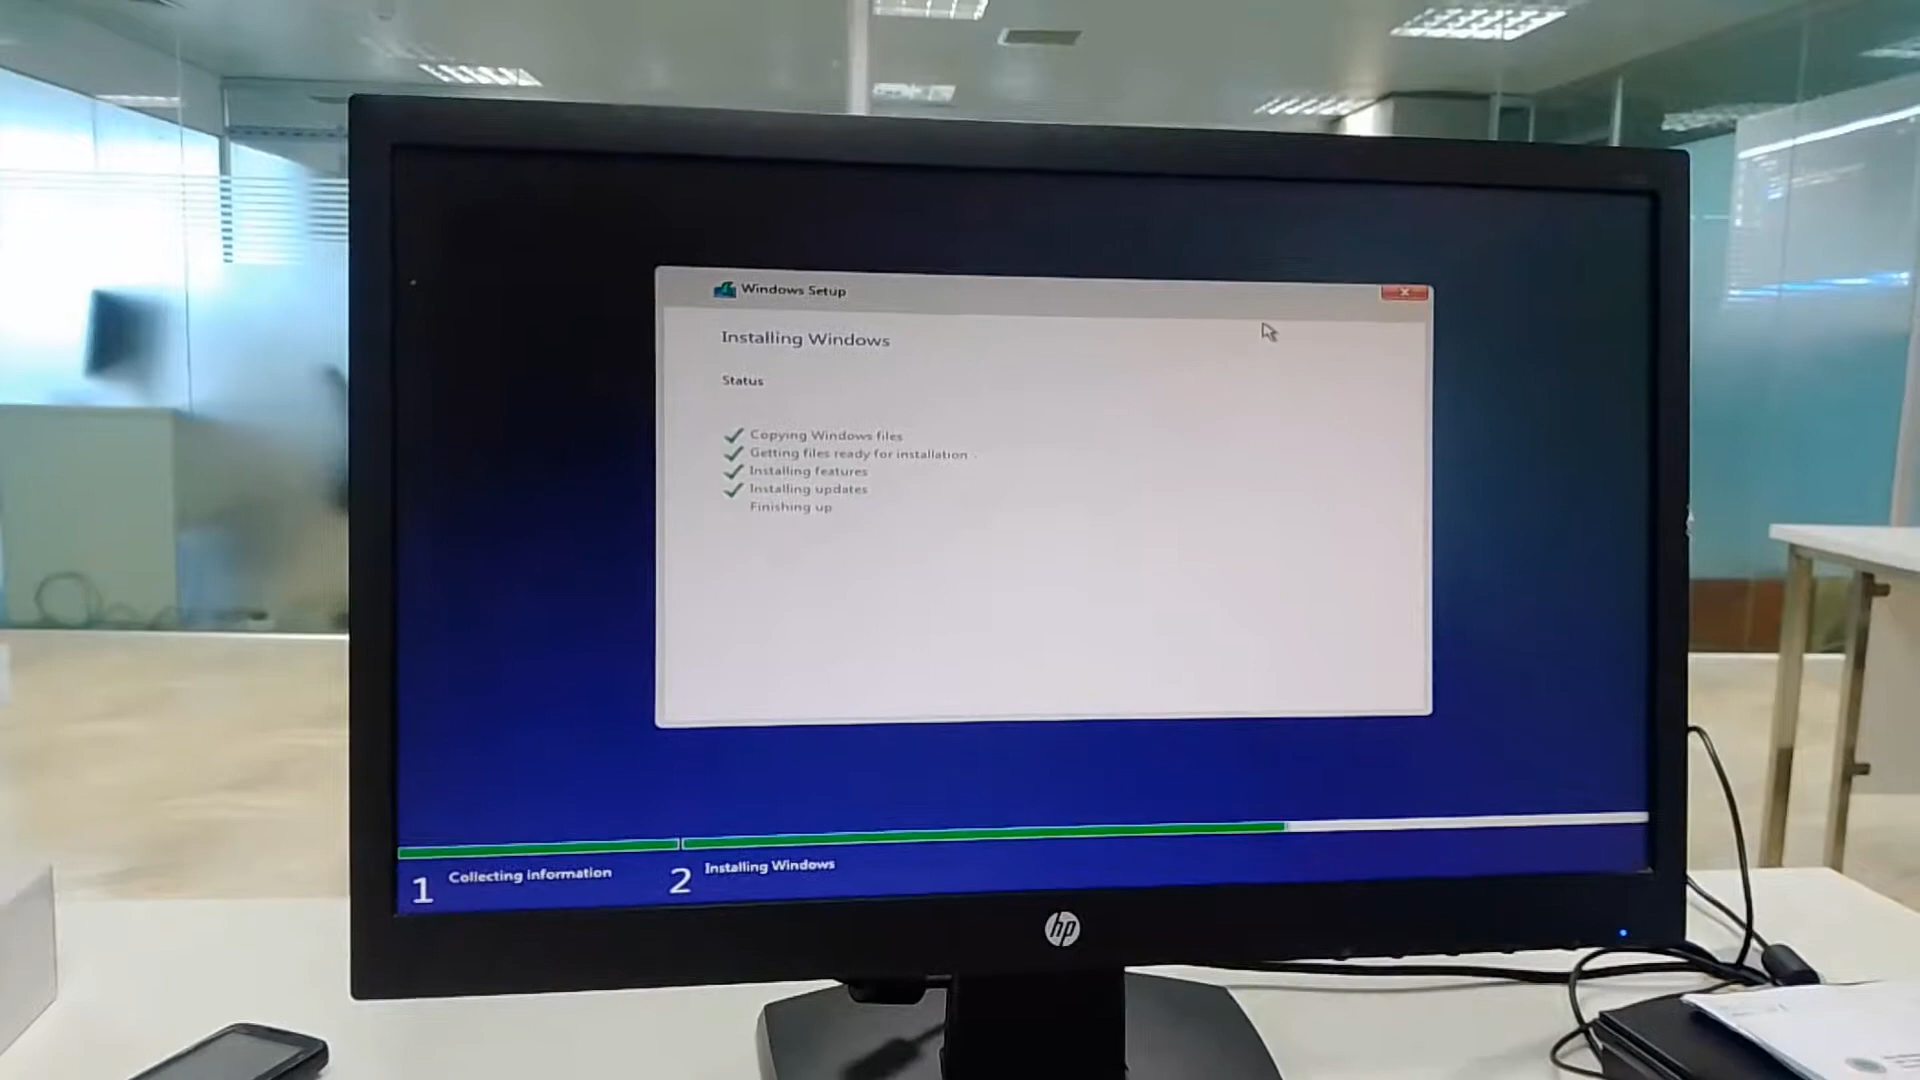 Windows Setup
Installing Windows
Status
Copying Windows files
Getting files ready for installation
Installing features
Installing updates
Finishing up
1 Collecting information
2 Installing Windows
hp